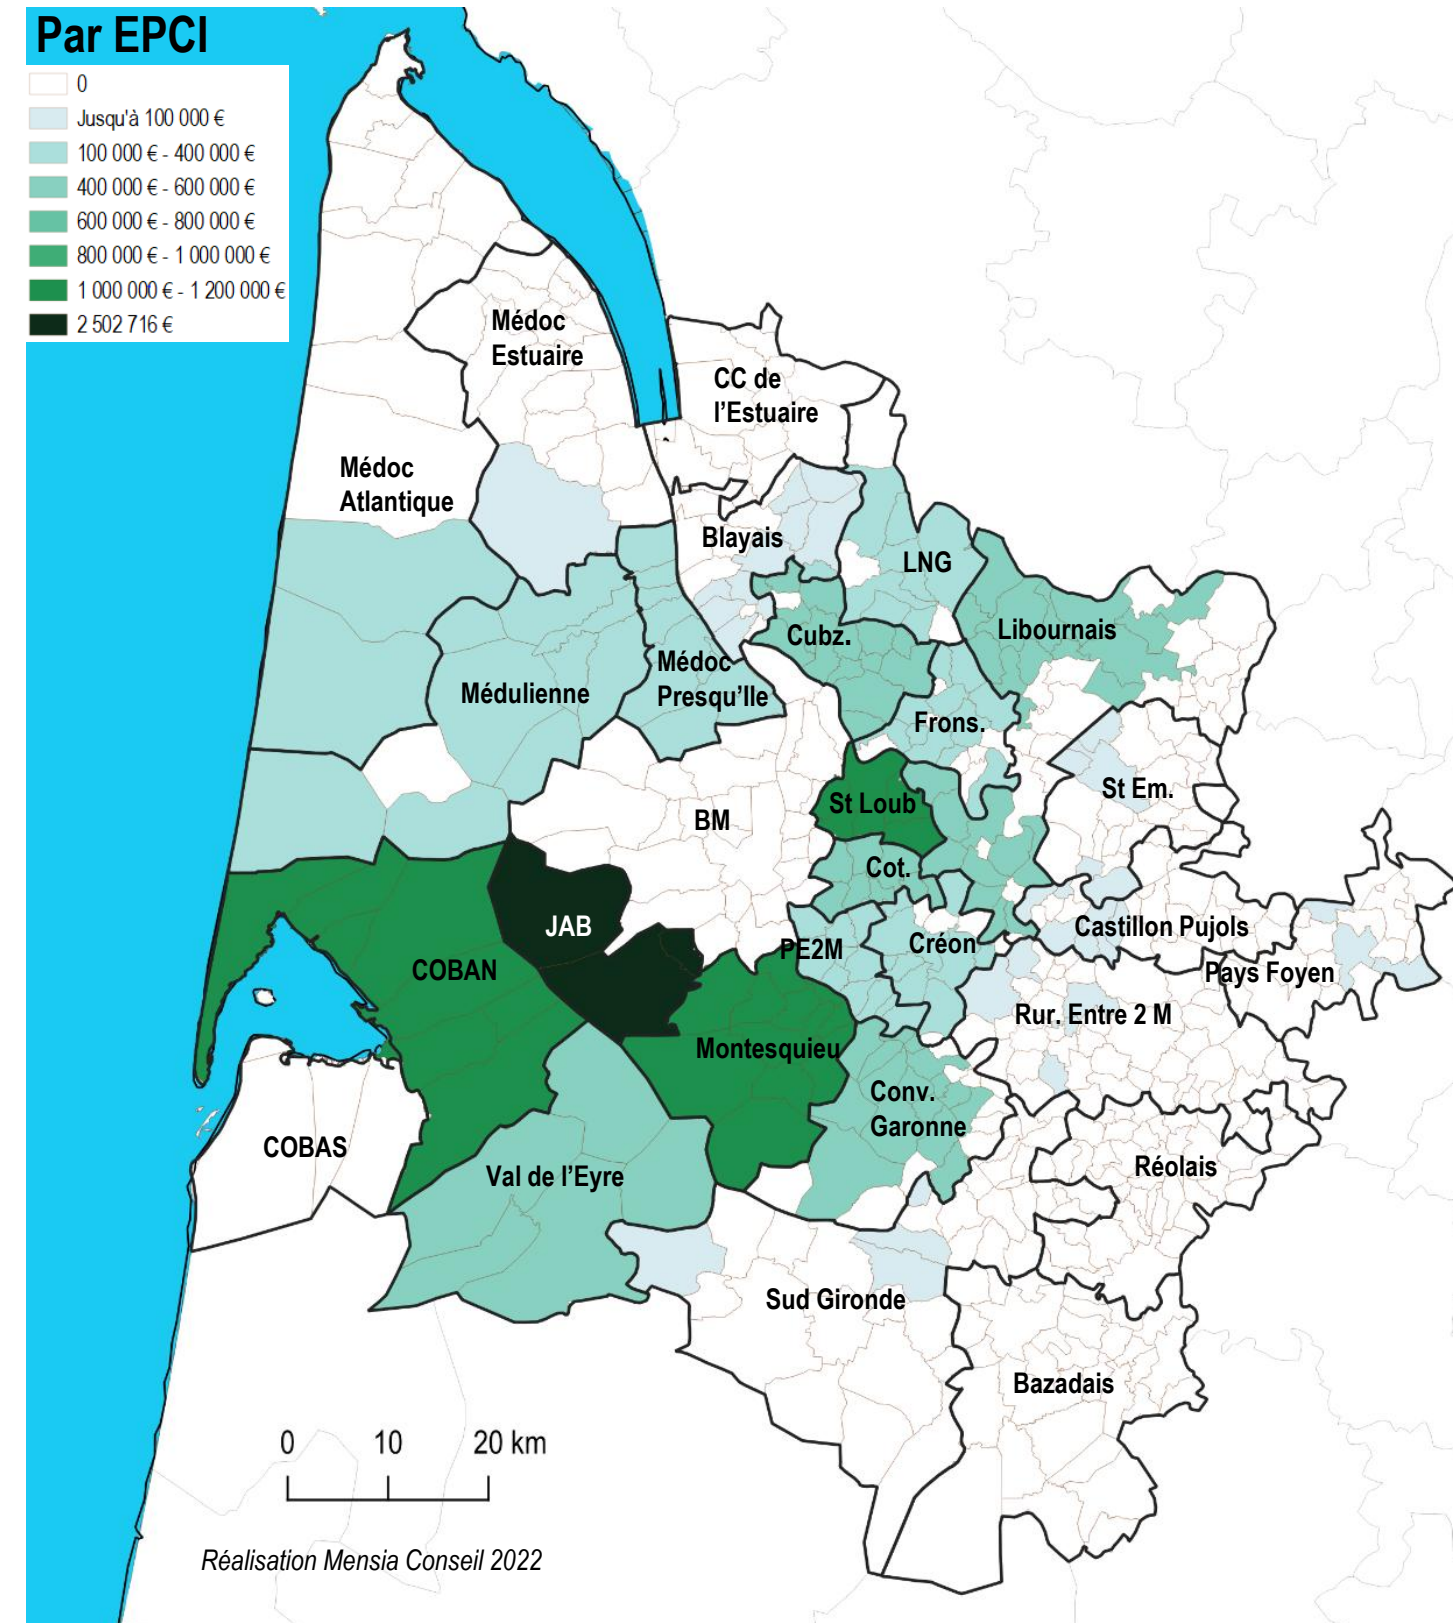 Par EPCI
0
Jusqu'à 100 000 €
100 000 € - 400 000 €
400 000 € - 600 000 €
600 000 € - 800 000 €
800 000 € - 1 000 000 €
1 000 000 € - 1 200 000 €
2 502 716 €
Médoc
Estuaire
CC de
l'Estuaire
Médoc
Atlantique
Blayais
LNG
Libournais
Cubz.
Médoc
Presqu'Ile
Médulienne
Frons.
St Em.
St Loub
BM
Cot.
JAB
Castillon Pujols
PE2M
Créon
COBAN
Pays Foyen
Rur. Entre 2 M
Montesquieu
Conv.
Garonne
COBAS
Val de l'Eyre
Réolais
Sud Gironde
Bazadais
0 10 20 km
Réalisation Mensia Conseil 2022